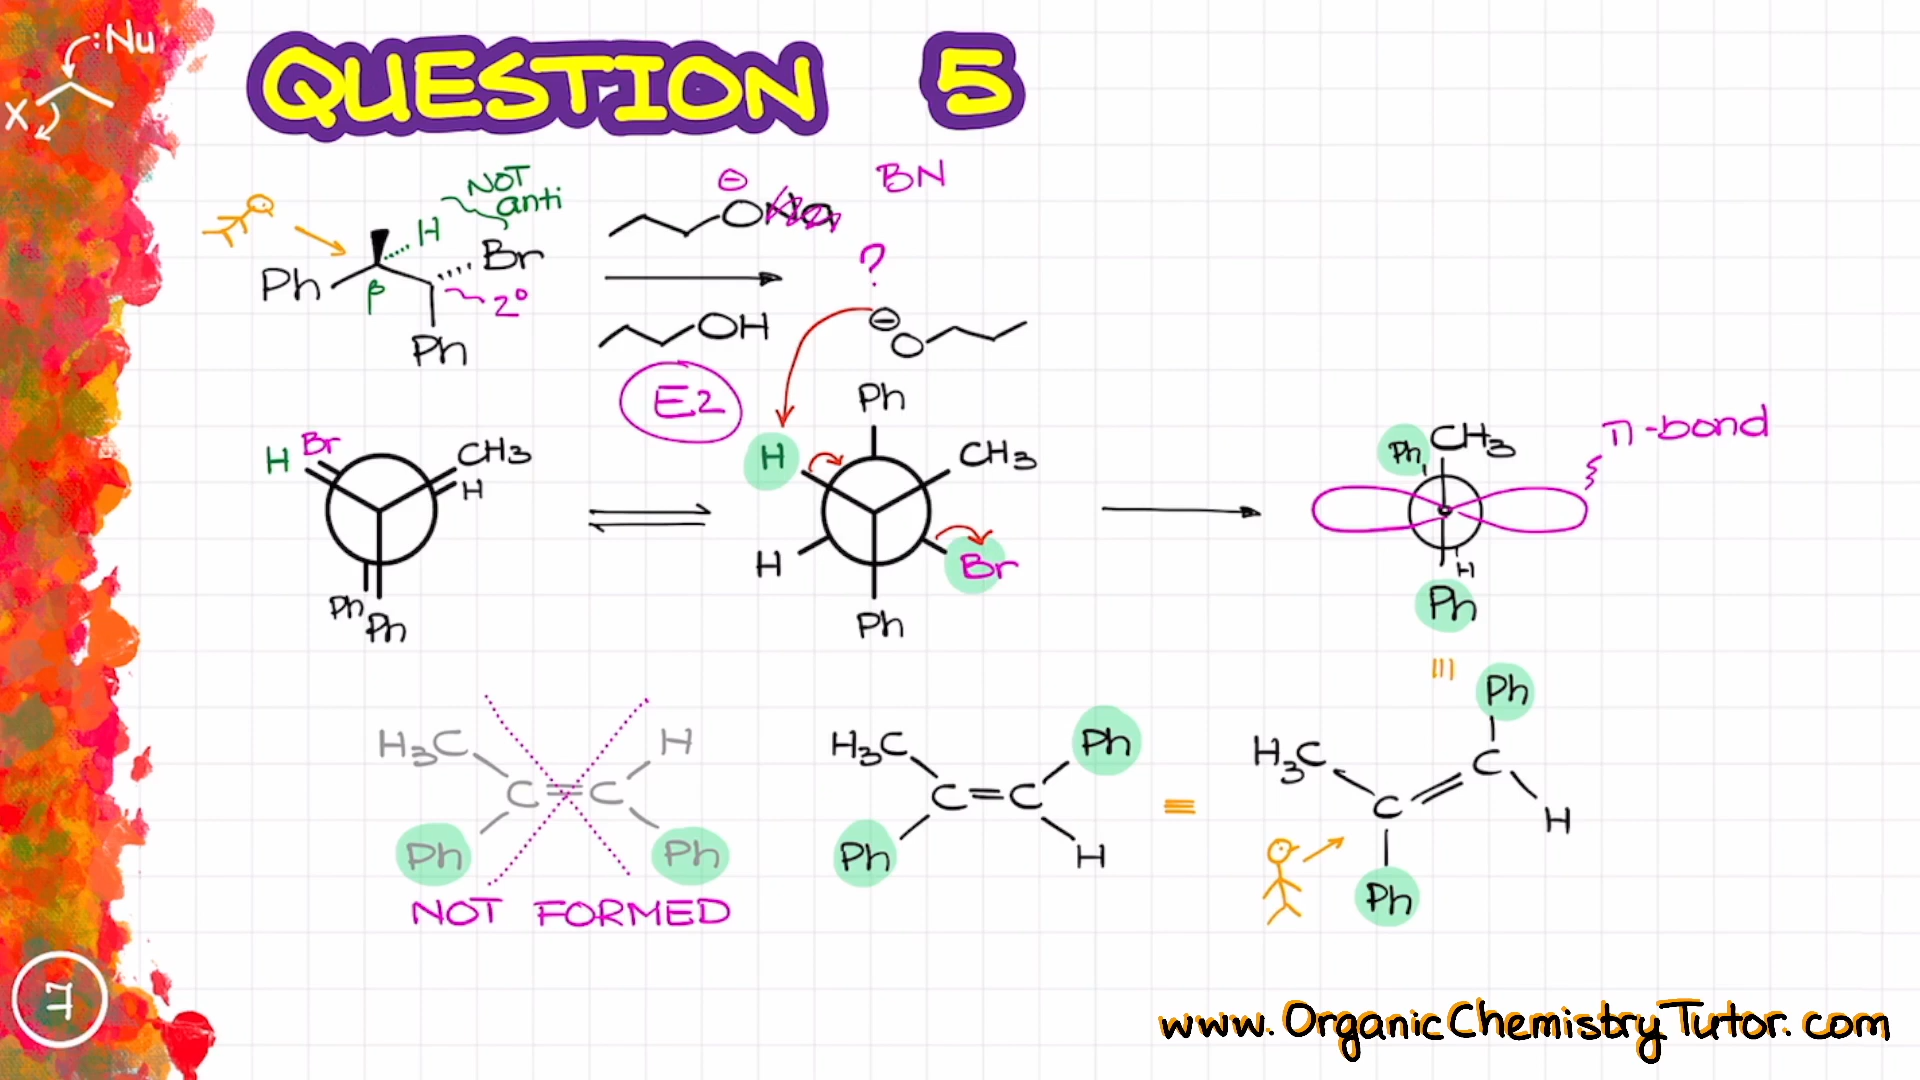 :Nu
X
QUESTION 5
NOT
anti
H
Br
Ph
β
2°
Ph
⊖
O
BN
?
OH
E2
⊖
O
H
Br
CH3
H
Ph
Ph
Ph
H
CH3
H
Br
Ph
Ph
CH3
π-bond
H
Ph
H3C
H
C=C
Ph
Ph
NOT FORMED
H3C
Ph
C=C
Ph
H
≡
≡
Ph
H3C
C
C
H
Ph
7
www.OrganicChemistryTutor.com